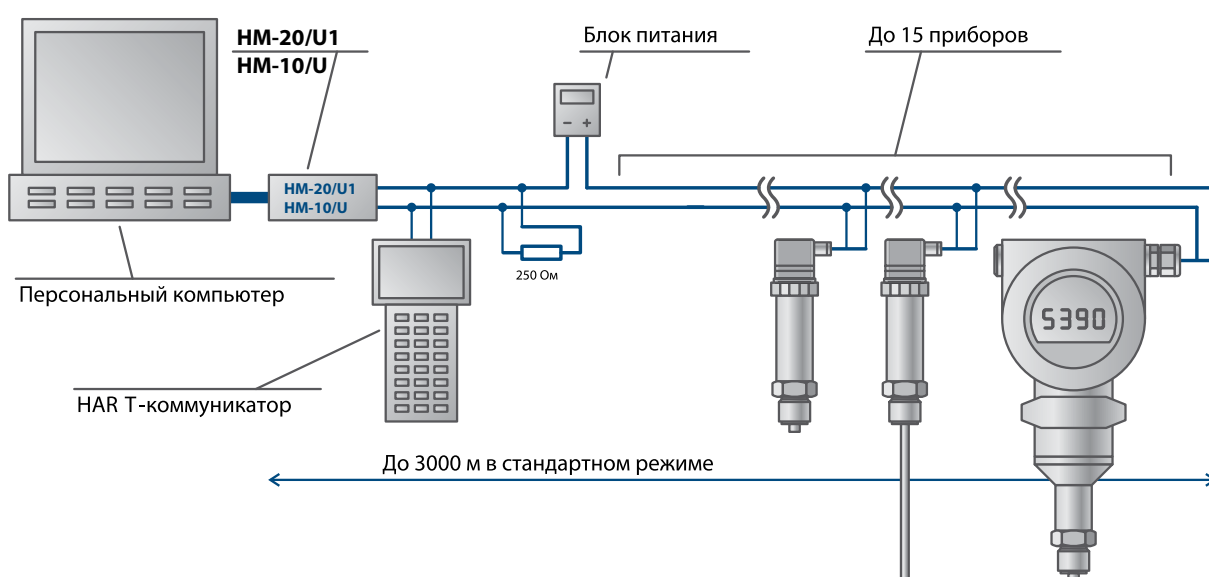 HM-20/U1
HM-10/U
Блок питания
До 15 приборов
− +
HM-20/U1
HM-10/U
250 Ом
Персональный компьютер
5390
HAR T-коммуникатор
До 3000 м в стандартном режиме